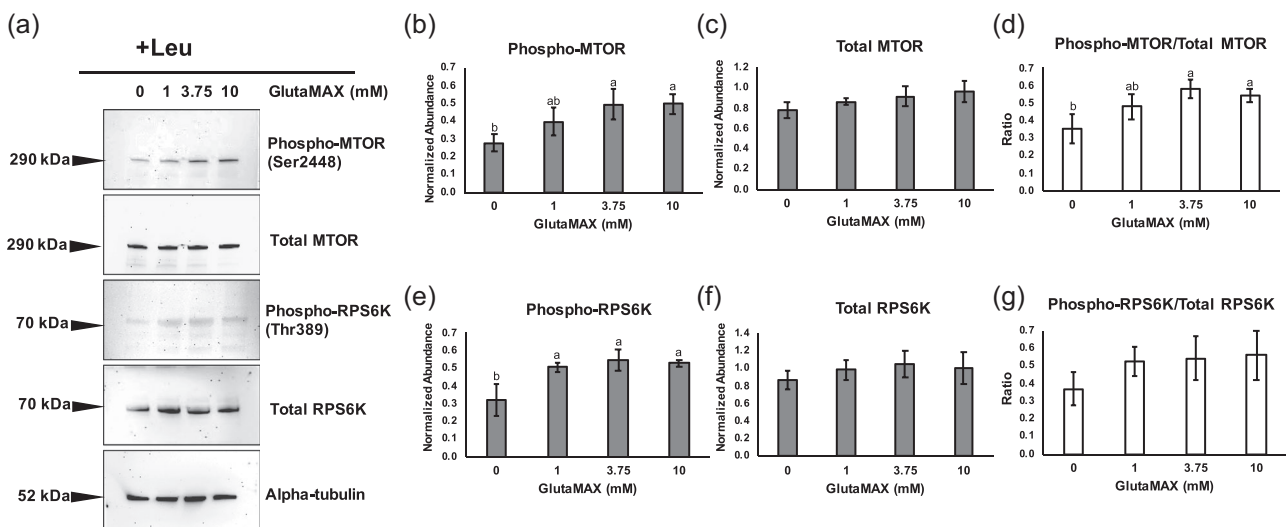 (a)
+Leu
0 1 3.75 10 GlutaMAX (mM)
290 kDa
Phospho-MTOR
(Ser2448)
290 kDa
Total MTOR
70 kDa
Phospho-RPS6K
(Thr389)
70 kDa
Total RPS6K
52 kDa
Alpha-tubulin
(b)
Phospho-MTOR
Normalized Abundance
0.7
0.6
0.5
0.4
0.3
0.2
0.1
0.0
b ab a a
0 1 3.75 10
GlutaMAX (mM)
(c)
Total MTOR
Normalized Abundance
1.2
1.0
0.8
0.6
0.4
0.2
0.0
0 1 3.75 10
GlutaMAX (mM)
(d)
Phospho-MTOR/Total MTOR
Ratio
0.7
0.6
0.5
0.4
0.3
0.2
0.1
0.0
b ab a a
0 1 3.75 10
GlutaMAX (mM)
(e)
Phospho-RPS6K
Normalized Abundance
0.7
0.6
0.5
0.4
0.3
0.2
0.1
0.0
b a a a
0 1 3.75 10
GlutaMAX (mM)
(f)
Total RPS6K
Normalized Abundance
1.4
1.2
1.0
0.8
0.6
0.4
0.2
0.0
0 1 3.75 10
GlutaMAX (mM)
(g)
Phospho-RPS6K/Total RPS6K
Ratio
0.7
0.6
0.5
0.4
0.3
0.2
0.1
0.0
0 1 3.75 10
GlutaMAX (mM)